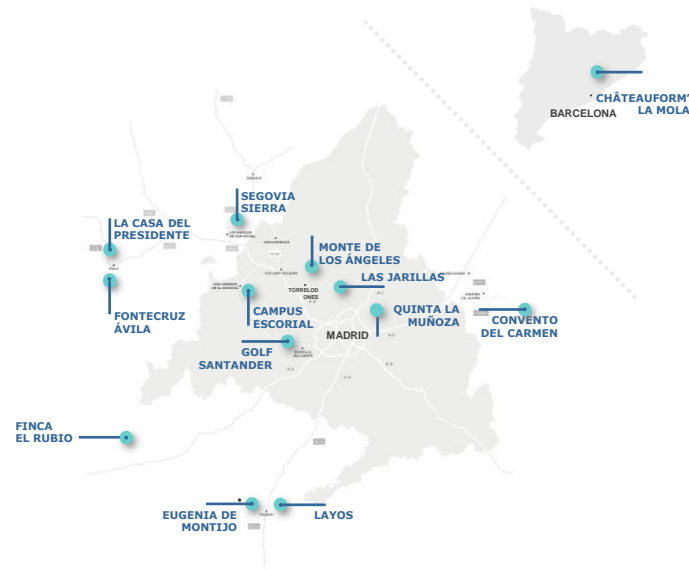 CHÂTEAUFORM'
LA MOLA
BARCELONA
SEGOVIA
SIERRA
LA CASA DEL
PRESIDENTE
MONTE DE
LOS ÁNGELES
LAS JARILLAS
TORRELOD
ONES
FONTECRUZ
ÁVILA
CAMPUS
ESCORIAL
QUINTA LA
MUÑOZA
CONVENTO
DEL CARMEN
MADRID
GOLF
SANTANDER
FINCA
EL RUBIO
EUGENIA DE
MONTIJO
LAYOS